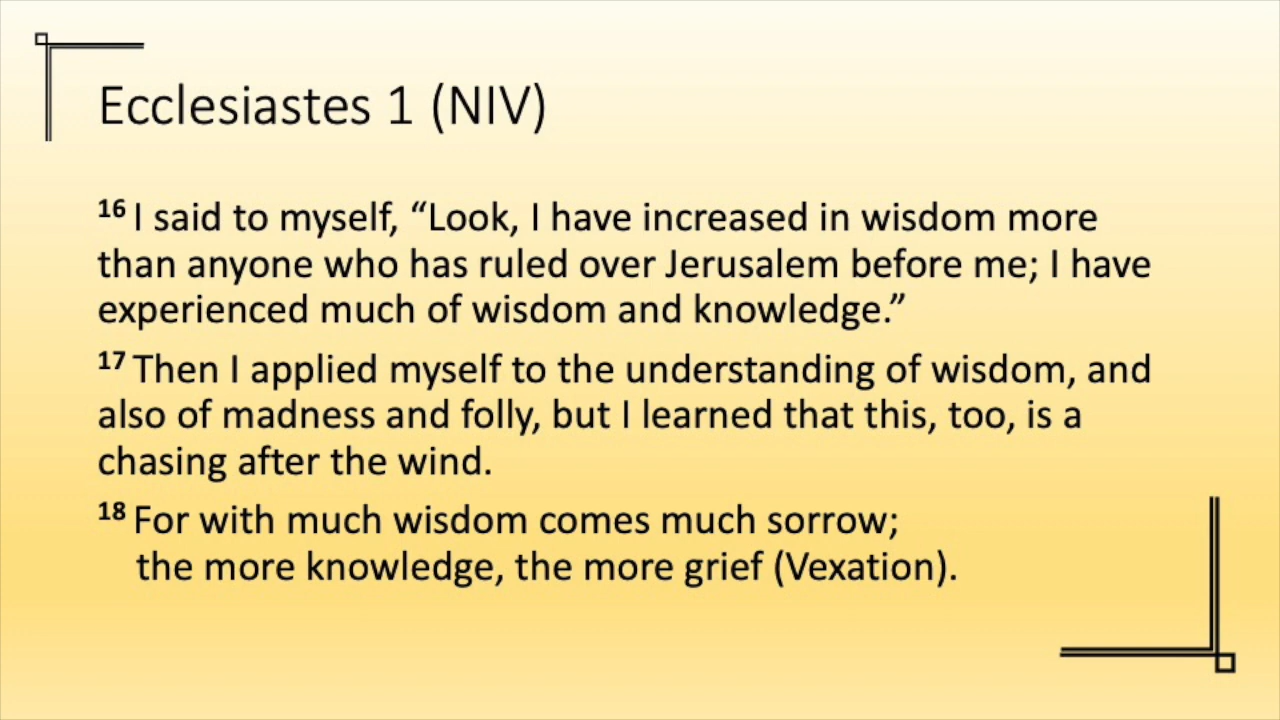 Ecclesiastes 1 (NIV)
16 I said to myself, “Look, I have increased in wisdom more
than anyone who has ruled over Jerusalem before me; I have
experienced much of wisdom and knowledge.”
17 Then I applied myself to the understanding of wisdom, and
also of madness and folly, but I learned that this, too, is a
chasing after the wind.
18 For with much wisdom comes much sorrow;
the more knowledge, the more grief (Vexation).